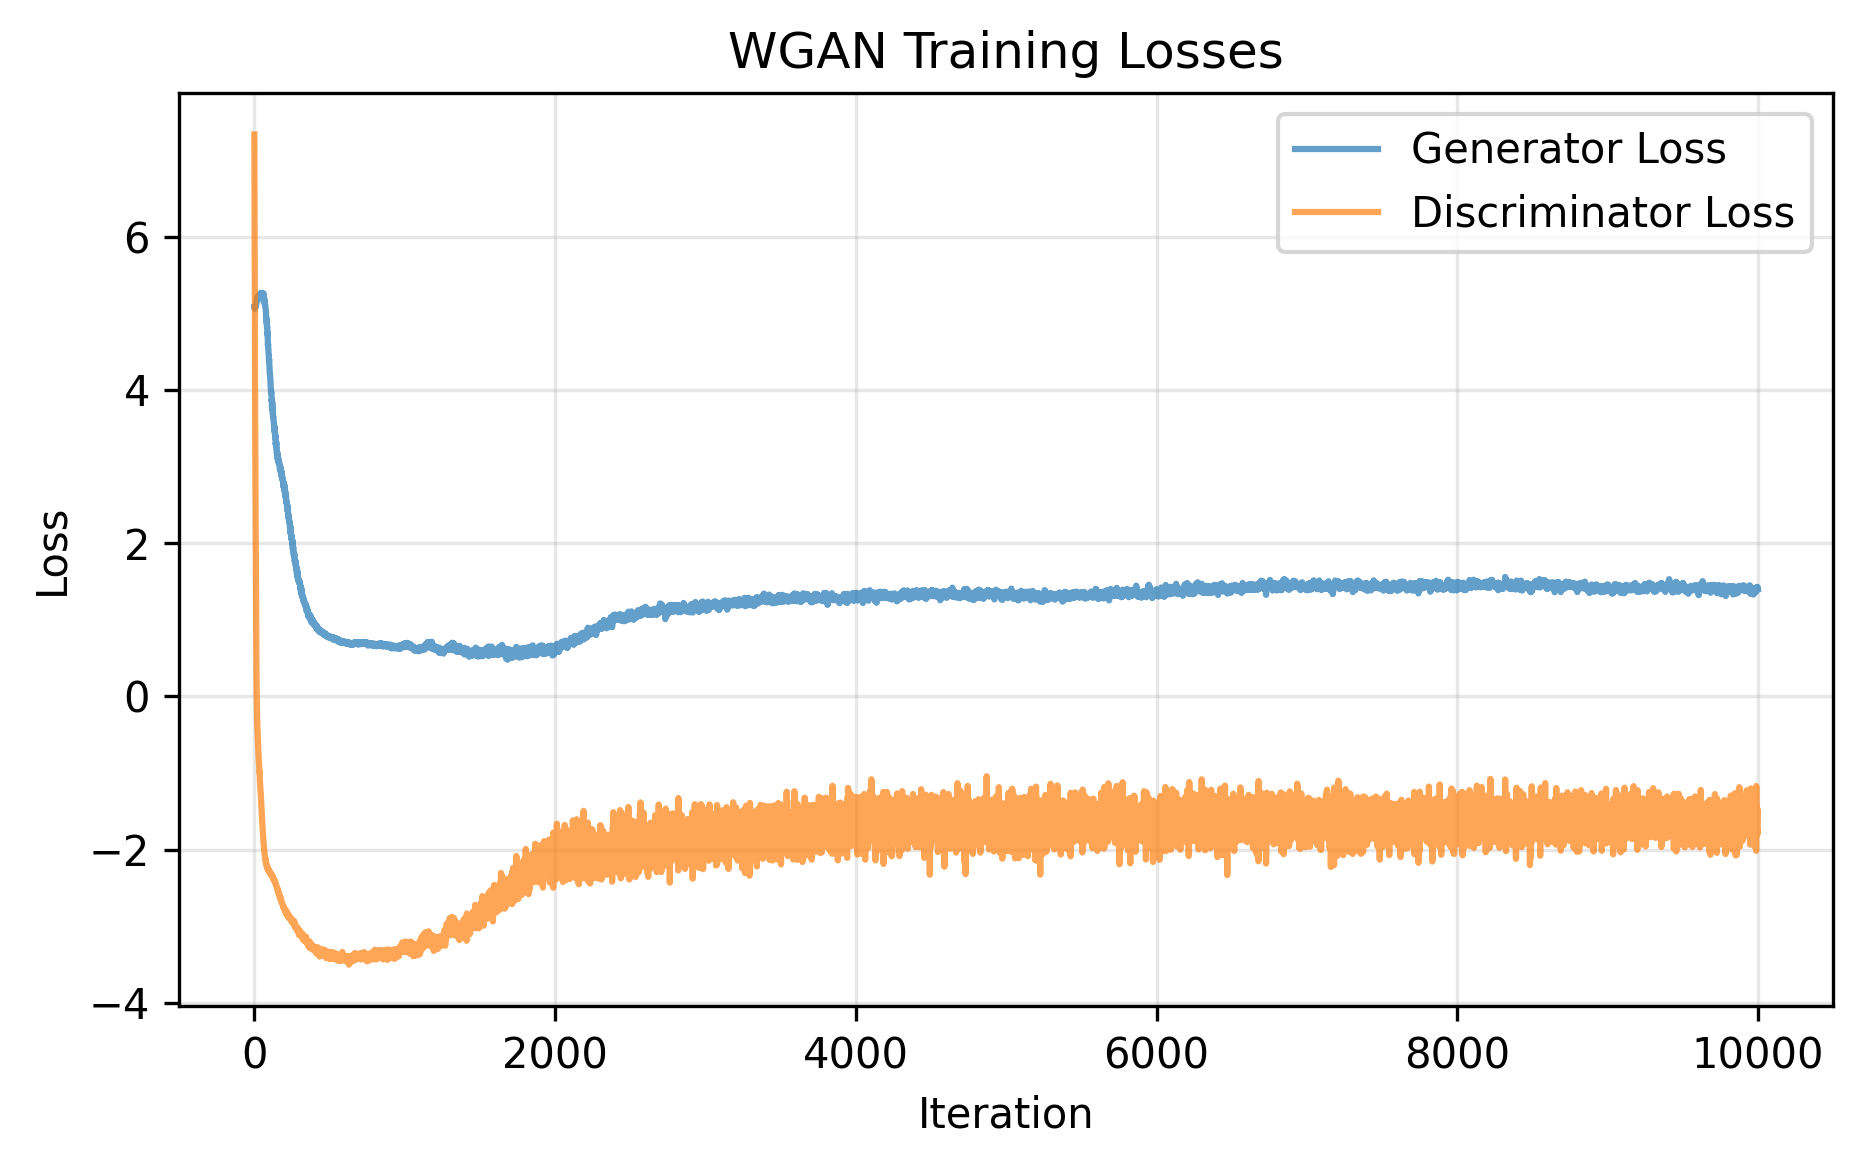 WGAN Training Losses
Generator Loss
Discriminator Loss
6
4
2
0
−2
−4
Loss
0 2000 4000 6000 8000 10000
Iteration